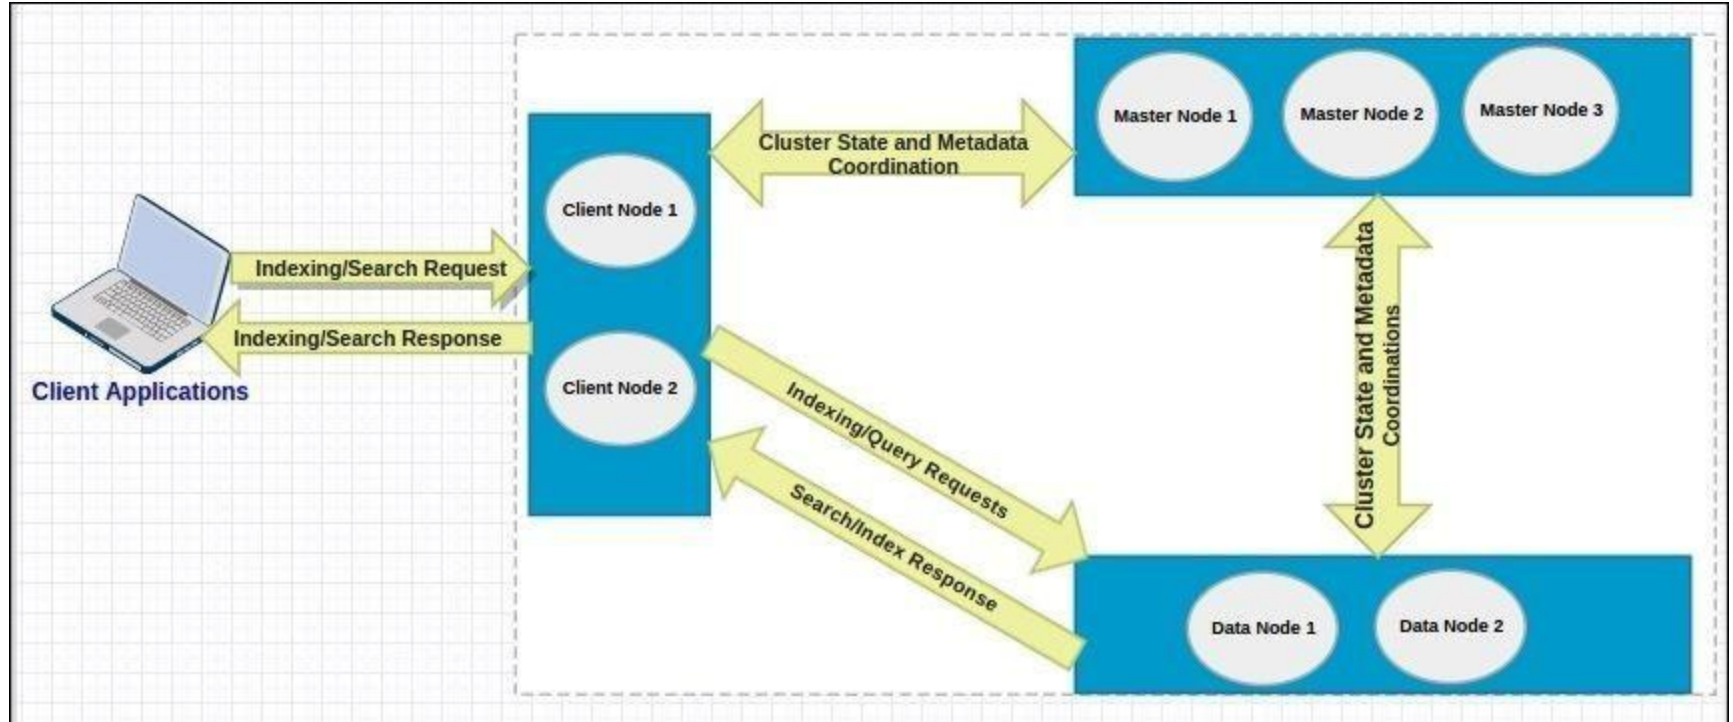 Master Node 1
Master Node 2
Master Node 3
Cluster State and Metadata
Coordination
Client Node 1
Indexing/Search Request
Indexing/Search Response
Client Applications
Client Node 2
Indexing/Query Requests
Search/Index Response
Cluster State and Metadata
Coordinations
Data Node 1
Data Node 2